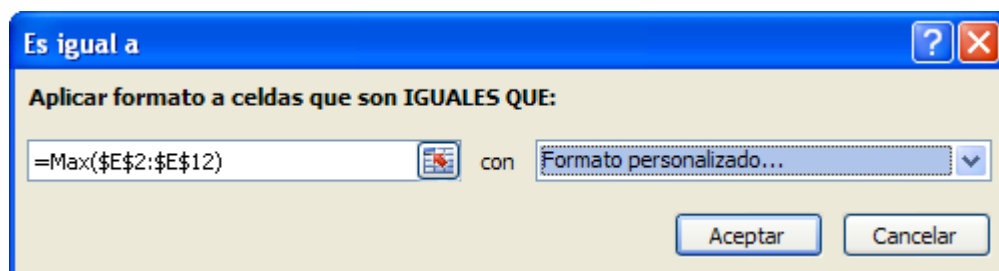 Es igual a
Aplicar formato a celdas que son IGUALES QUE:
=Max($E$2:$E$12) con Formato personalizado...
Aceptar Cancelar